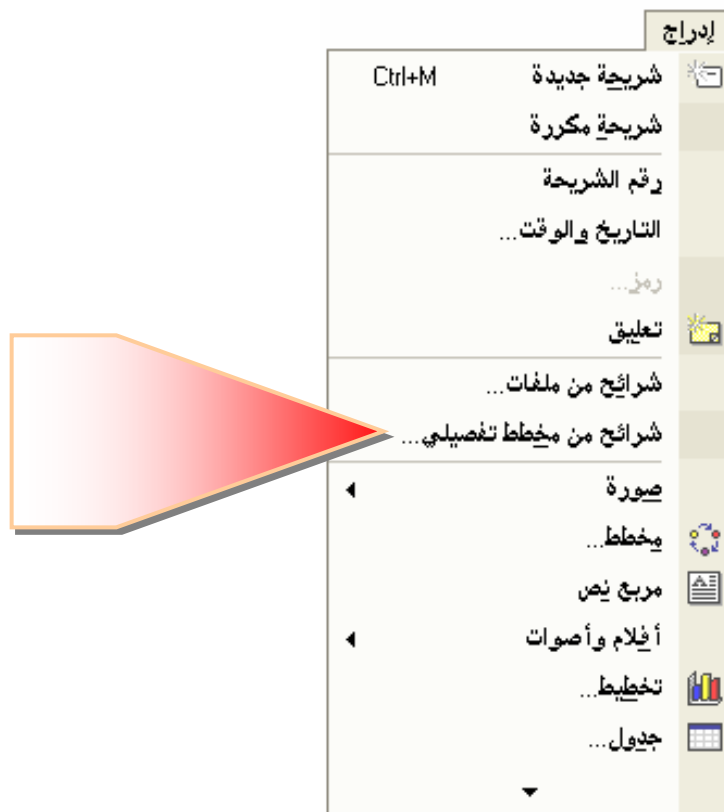 إدراج
شريحة جديدة Ctrl+M
شريحة مكررة
رقم الشريحة
التاريخ والوقت...
رمز...
تعليق
شرائح من ملفات...
شرائح من مخطط تفصيلي...
صورة
مخطط...
مربع نص
أفلام وأصوات
تخطيط...
جدول...